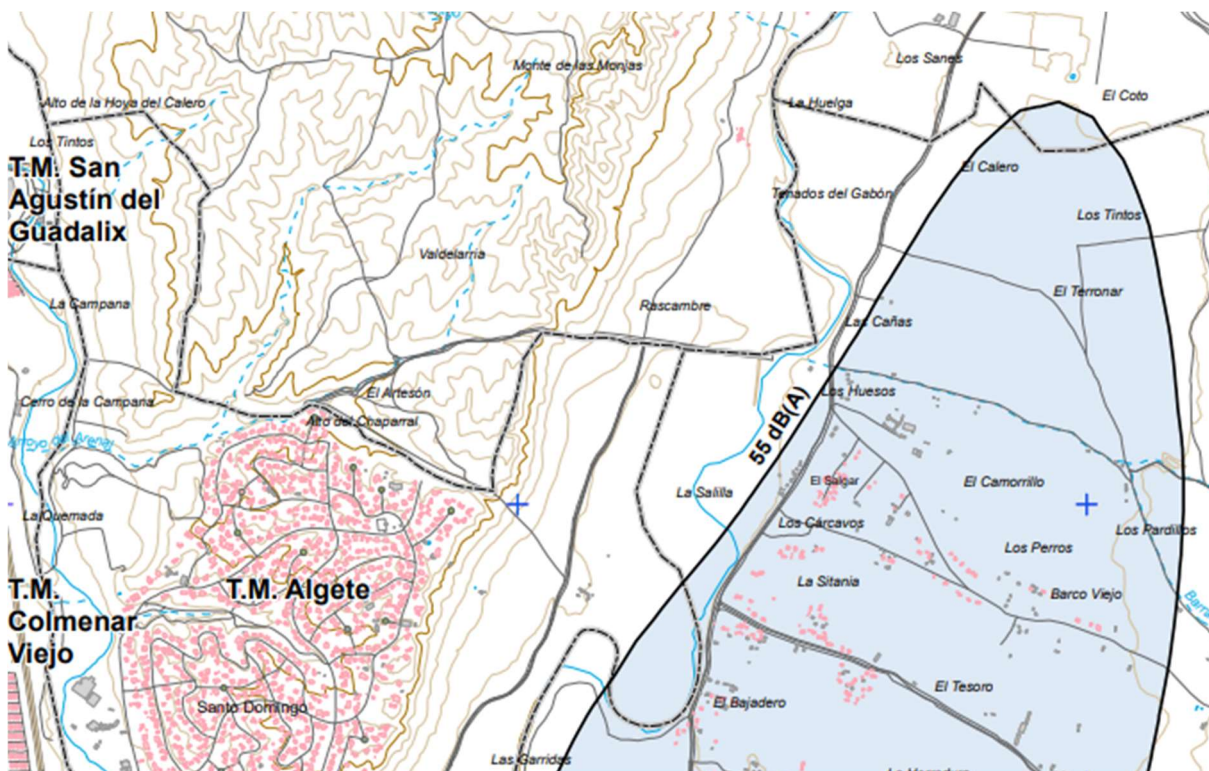 Monte de las Monjas
Los Sanes
El Coto
Alto de la Hoya del Calero
La Huelga
Los Tintos
T.M. San
Agustín del
Guadalix
El Calero
Tenados del Gabón
Los Tintos
Valdelarria
La Campana
Rascambre
El Terronar
Las Cañas
Cerro de la Campana
El Artesón
Alto del Chaparral
Los Huesos
Arroyo de Arenal
55 dB(A)
La Salilla
El Salgar
El Camorrillo
La Quemada
Los Cárcavos
Los Pardillos
Los Perros
T.M.
Colmenar
Viejo
T.M. Algete
La Sitania
Barco Viejo
Santo Domingo
El Bajadero
El Tesoro
Las Garridas